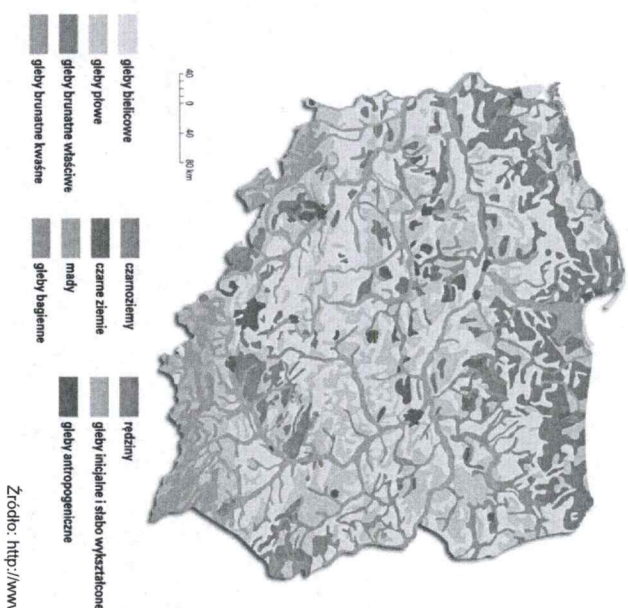 40 0 40 80 km
gleby bielicowe
gleby płowe
gleby brunatne właściwe
gleby brunatne kwaśne
czarnoziemy
czarne ziemie
mady
gleby bagienne
rędziny
gleby inicjalne i słabo wykształcone
gleby antropogeniczne
Źródło: http://www